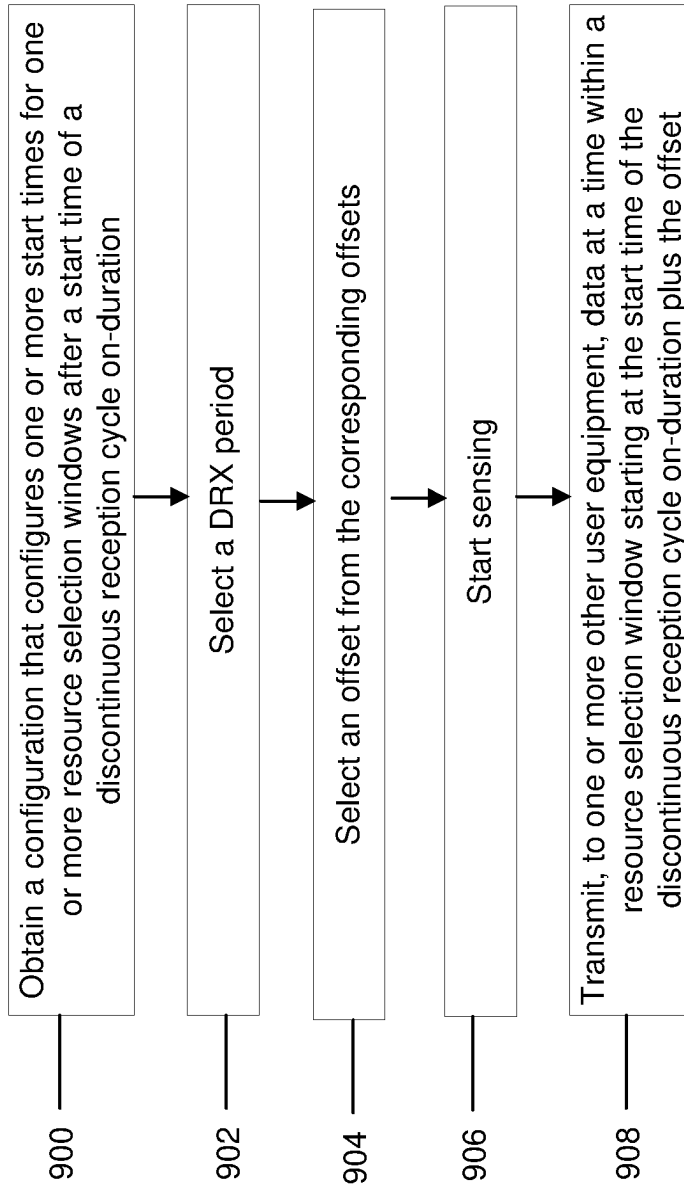 900
Obtain a configuration that configures one or more start times for one
or more resource selection windows after a start time of a
discontinuous reception cycle on-duration
902
Select a DRX period
904
Select an offset from the corresponding offsets
906
Start sensing
908
Transmit, to one or more other user equipment, data at a time within a
resource selection window starting at the start time of the
discontinuous reception cycle on-duration plus the offset